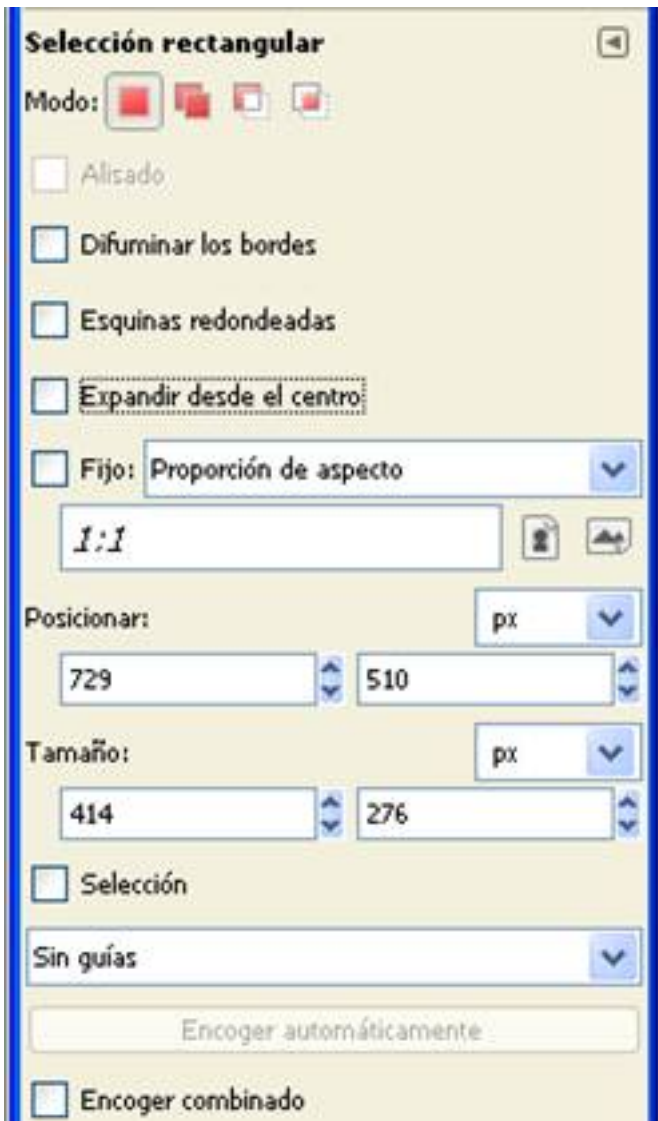 Selección rectangular
Modo:
Alisado
Difuminar los bordes
Esquinas redondeadas
Expandir desde el centro
Fijo: Proporción de aspecto
1:1
Posicionar: px
729 510
Tamaño: px
414 276
Selección
Sin guías
Encoger automáticamente
Encoger combinado